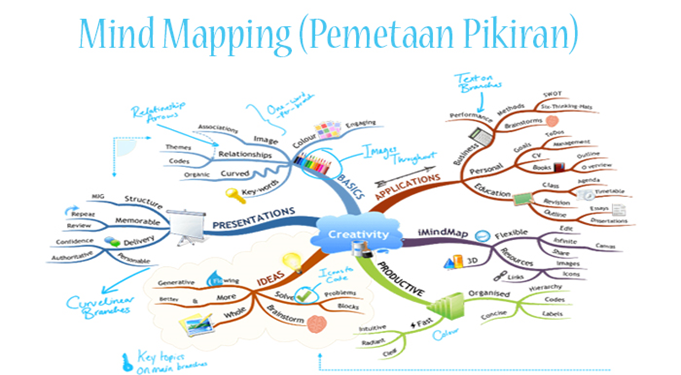 Mind Mapping (Pemetaan Pikiran)
Text on
Branches
Relationship
Arrows
One-word
per-branch
Images
Throughout
Associations
Image
Themes
Relationships
Codes
Organic
Curved
Key-words
Colour
Engaging
BASICS
APPLICATIONS
Business
Performance
Methods
SWOT
Six-Thinking-Hats
Brainstorms
Personal
Goals
ToDos
Management
CV
Books
Outline
Overview
Education
Class
Agenda
Timetable
Revision
Essays
Outline
Dissertations
PRESENTATIONS
Structure
Memorable
Repeat
Review
Delivery
Confidence
Authoritative
Personable
Creativity
iMindMap
Flexible
Edit
Infinite
Canvas
Share
Resources
Images
Icons
Links
3D
IDEAS
Generative
Flowing
Better
&
More
Whole
Solve
Problems
Blocks
Brainstorm
Icons to
Code
PRODUCTIVE
Organised
Hierarchy
Codes
Concise
Labels
Fast
Intuitive
Radiant
Clear
Colour
Curvelinear
Branches
Key topics
on main branches